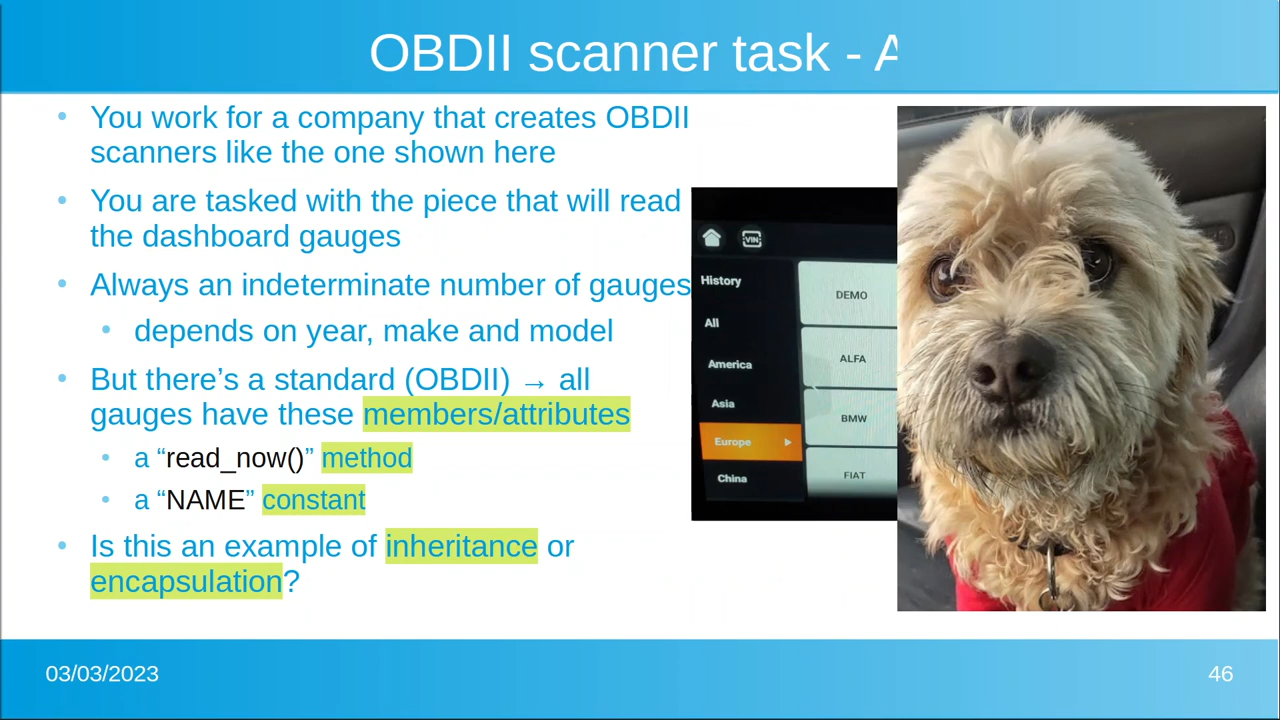 OBDII scanner task - A
• You work for a company that creates OBDII
scanners like the one shown here
• You are tasked with the piece that will read
the dashboard gauges
• Always an indeterminate number of gauges
• depends on year, make and model
• But there’s a standard (OBDII) → all
gauges have these members/attributes
• a “read_now()” method
• a “NAME” constant
• Is this an example of inheritance or
encapsulation?
VIN
History
All
America
Asia
Europe
China
DEMO
ALFA
BMW
FIAT
03/03/2023
46